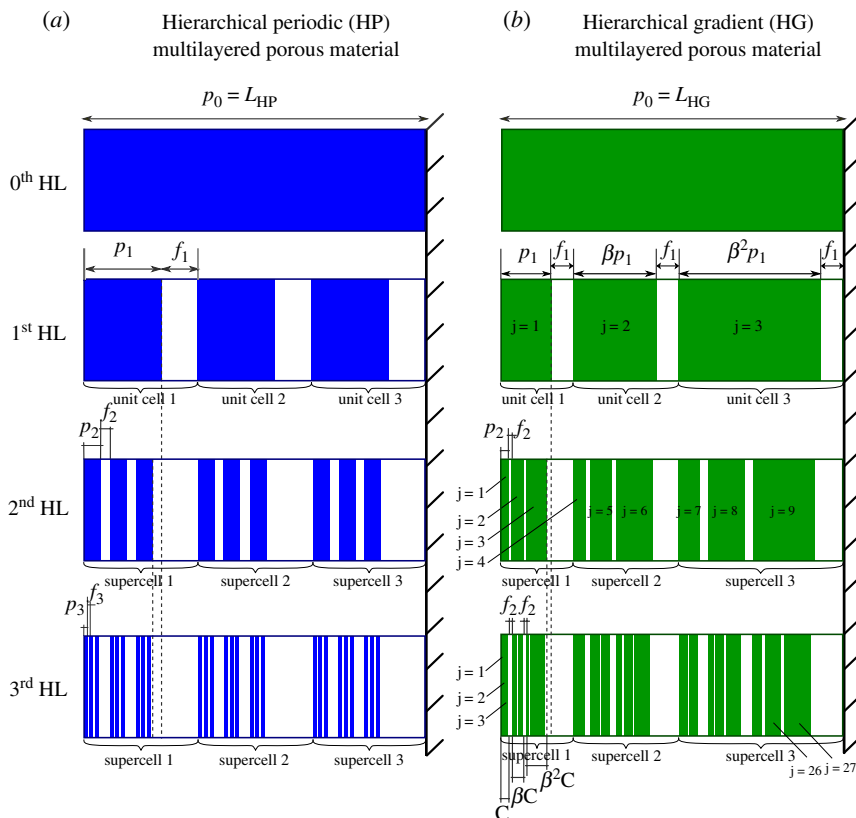 (a) Hierarchical periodic (HP)
multilayered porous material
p₀ = L_HP
0th HL
p₁ f₁
1st HL
unit cell 1 unit cell 2 unit cell 3
p₂ f₂
2nd HL
supercell 1 supercell 2 supercell 3
p₃ f₃
3rd HL
supercell 1 supercell 2 supercell 3
(b) Hierarchical gradient (HG)
multilayered porous material
p₀ = L_HG
p₁ f₁ βp₁ f₁ β²p₁ f₁
j = 1 j = 2 j = 3
unit cell 1 unit cell 2 unit cell 3
p₂ f₂
j = 1
j = 2
j = 3
j = 4
j = 5 j = 6 j = 7 j = 8 j = 9
supercell 1 supercell 2 supercell 3
f₂ f₂
j = 1
j = 2
j = 3
supercell 1 supercell 2 supercell 3
j = 26 j = 27
C βC β²C